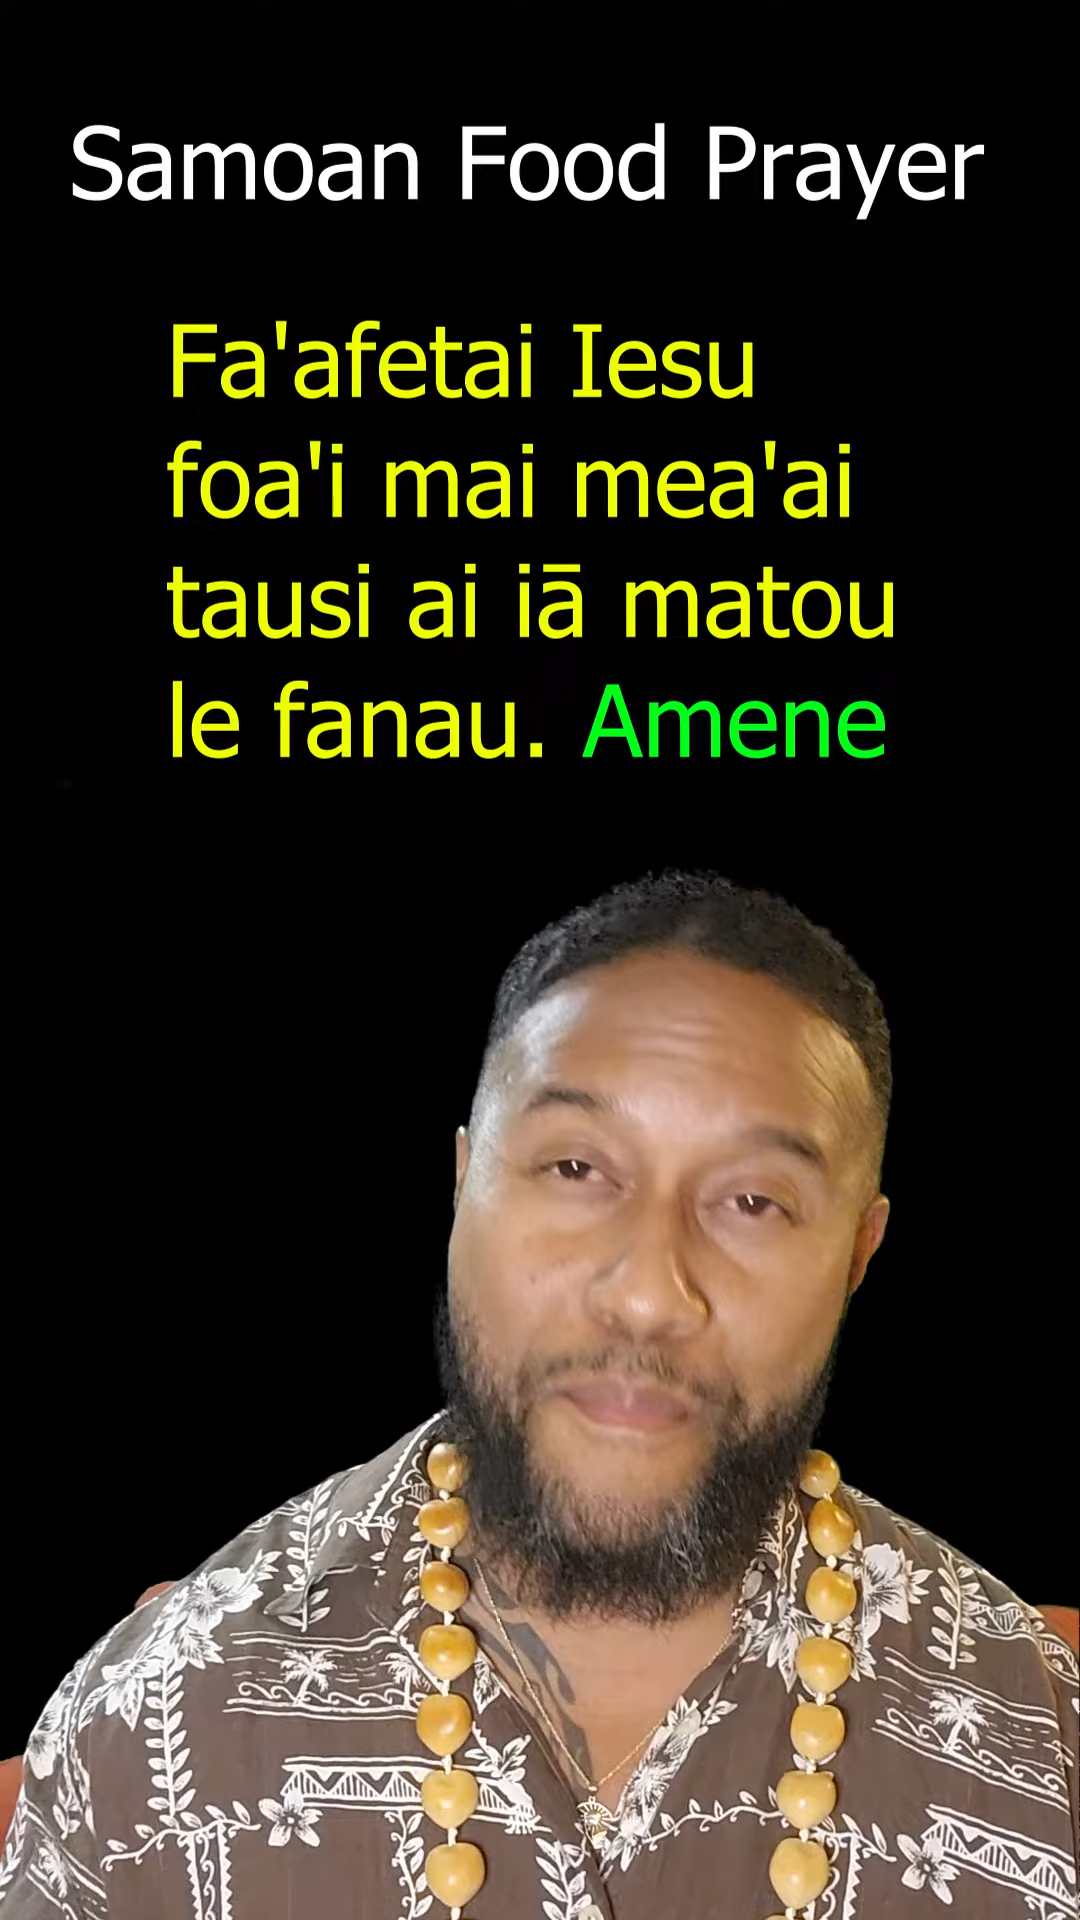 Samoan Food Prayer
Fa'afetai Iesu
foa'i mai mea'ai
tausi ai iā matou
le fanau. Amene